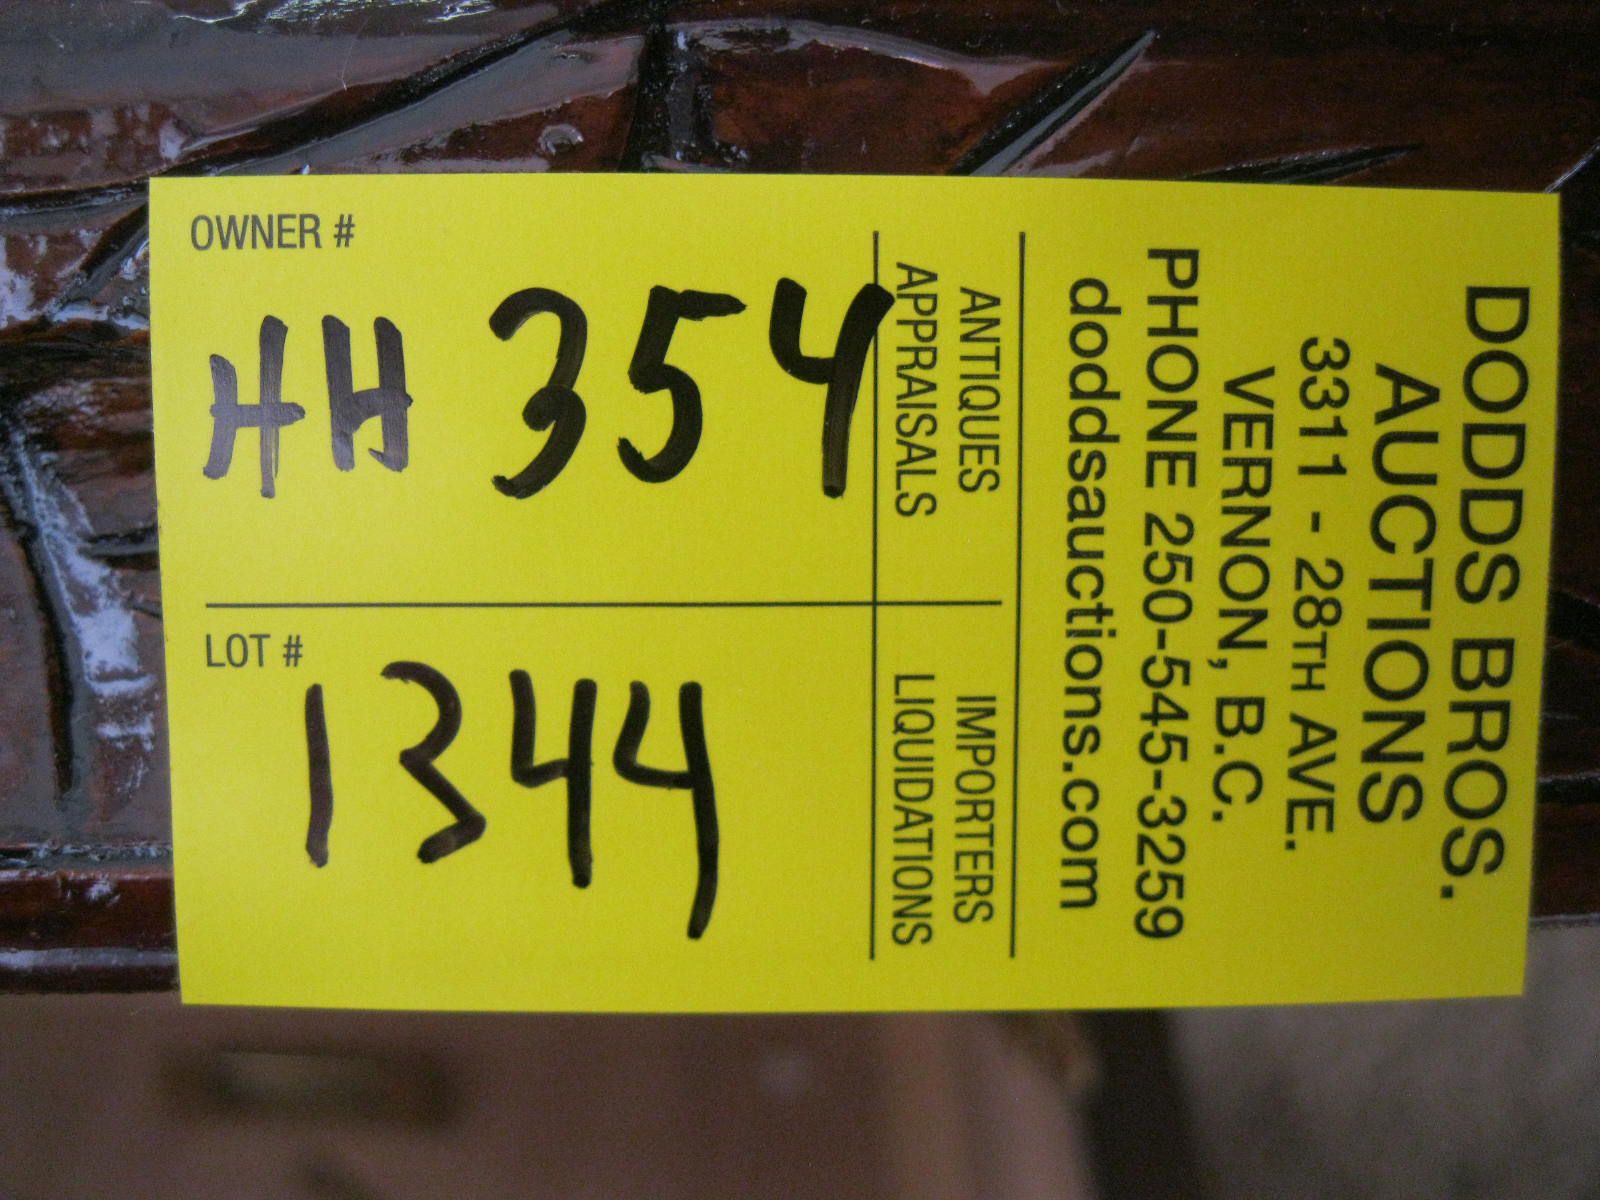 DODDS BROS.
AUCTIONS
3311 - 28TH AVE.
VERNON, B.C.
PHONE 250-545-3259
doddsauctions.com
ANTIQUES
APPRAISALS
IMPORTERS
LIQUIDATIONS
OWNER #
HH 354
LOT #
1344